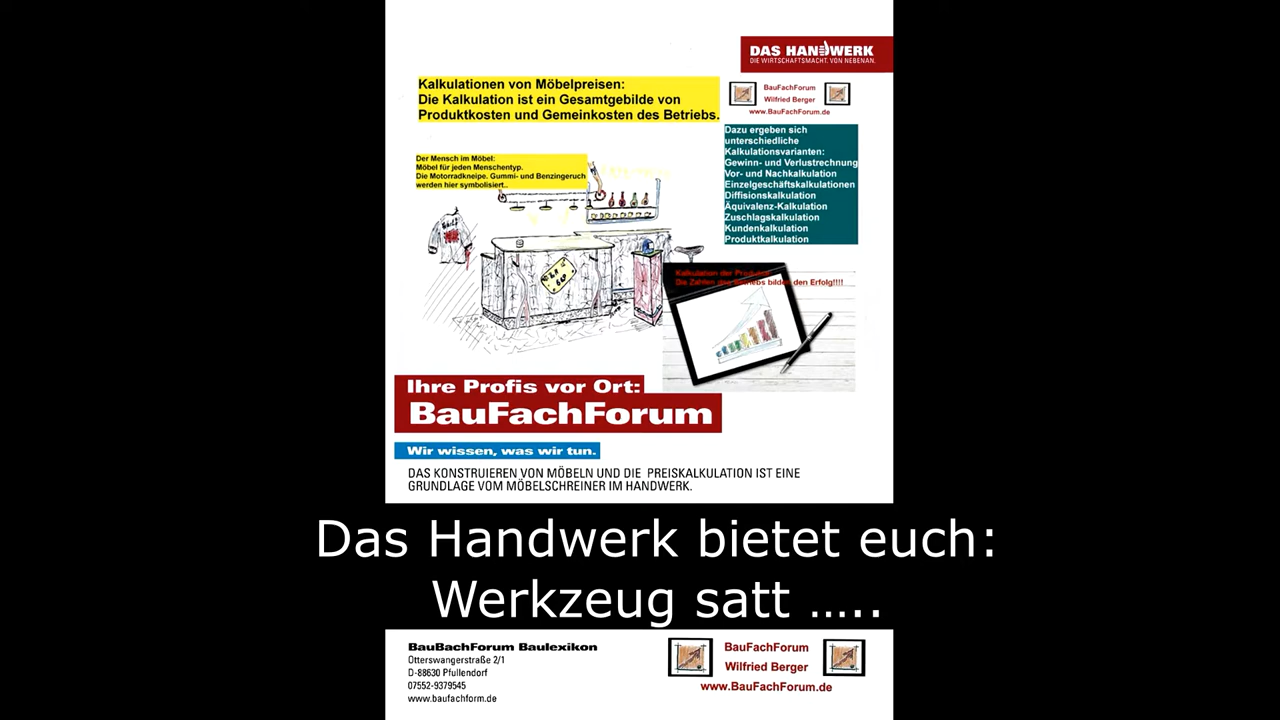 DAS HANDWERK
DIE WIRTSCHAFTSMACHT. VON NEBENAN.
Kalkulationen von Möbelpreisen:
Die Kalkulation ist ein Gesamtgebilde von
Produktkosten und Gemeinkosten des Betriebs.
BauFachForum
Wilfried Berger
www.BauFachForum.de
Dazu ergeben sich
unterschiedliche
Kalkulationsvarianten:
Gewinn- und Verlustrechnung
Vor- und Nachkalkulation
Einzelgeschäftskalkulationen
Diffisionskalkulation
Äquivalenz-Kalkulation
Zuschlagskalkulation
Kundenkalkulation
Produktkalkulation
Der Mensch im Möbel:
Möbel für jeden Menschentyp.
Die Motorradkneipe. Gummi- und Benzingeruch
werden hier symbolisiert..
Kalkulation der Produkte:
Die Zahlen des Betriebs bilden den Erfolg!!!!
Ihre Profis vor Ort:
BauFachForum
Wir wissen, was wir tun.
DAS KONSTRUIEREN VON MÖBELN UND DIE PREISKALKULATION IST EINE
GRUNDLAGE VOM MÖBELSCHREINER IM HANDWERK.
Das Handwerk bietet euch:
Werkzeug satt …..
BauBachForum Baulexikon
Otterswangerstraße 2/1
D-88630 Pfullendorf
07552-9379545
www.baufachform.de
BauFachForum
Wilfried Berger
www.BauFachForum.de